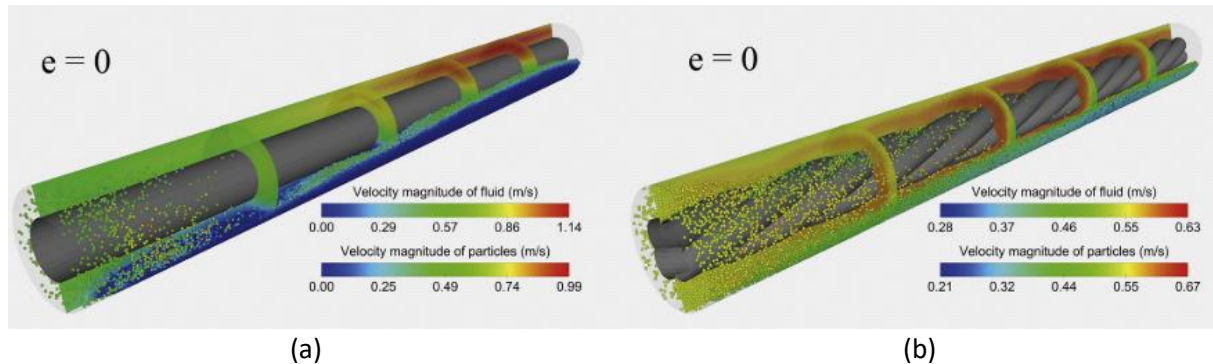 e = 0
Velocity magnitude of fluid (m/s)
0.00 0.29 0.57 0.86 1.14
Velocity magnitude of particles (m/s)
0.00 0.25 0.49 0.74 0.99
(a)
e = 0
Velocity magnitude of fluid (m/s)
0.28 0.37 0.46 0.55 0.63
Velocity magnitude of particles (m/s)
0.21 0.32 0.44 0.55 0.67
(b)